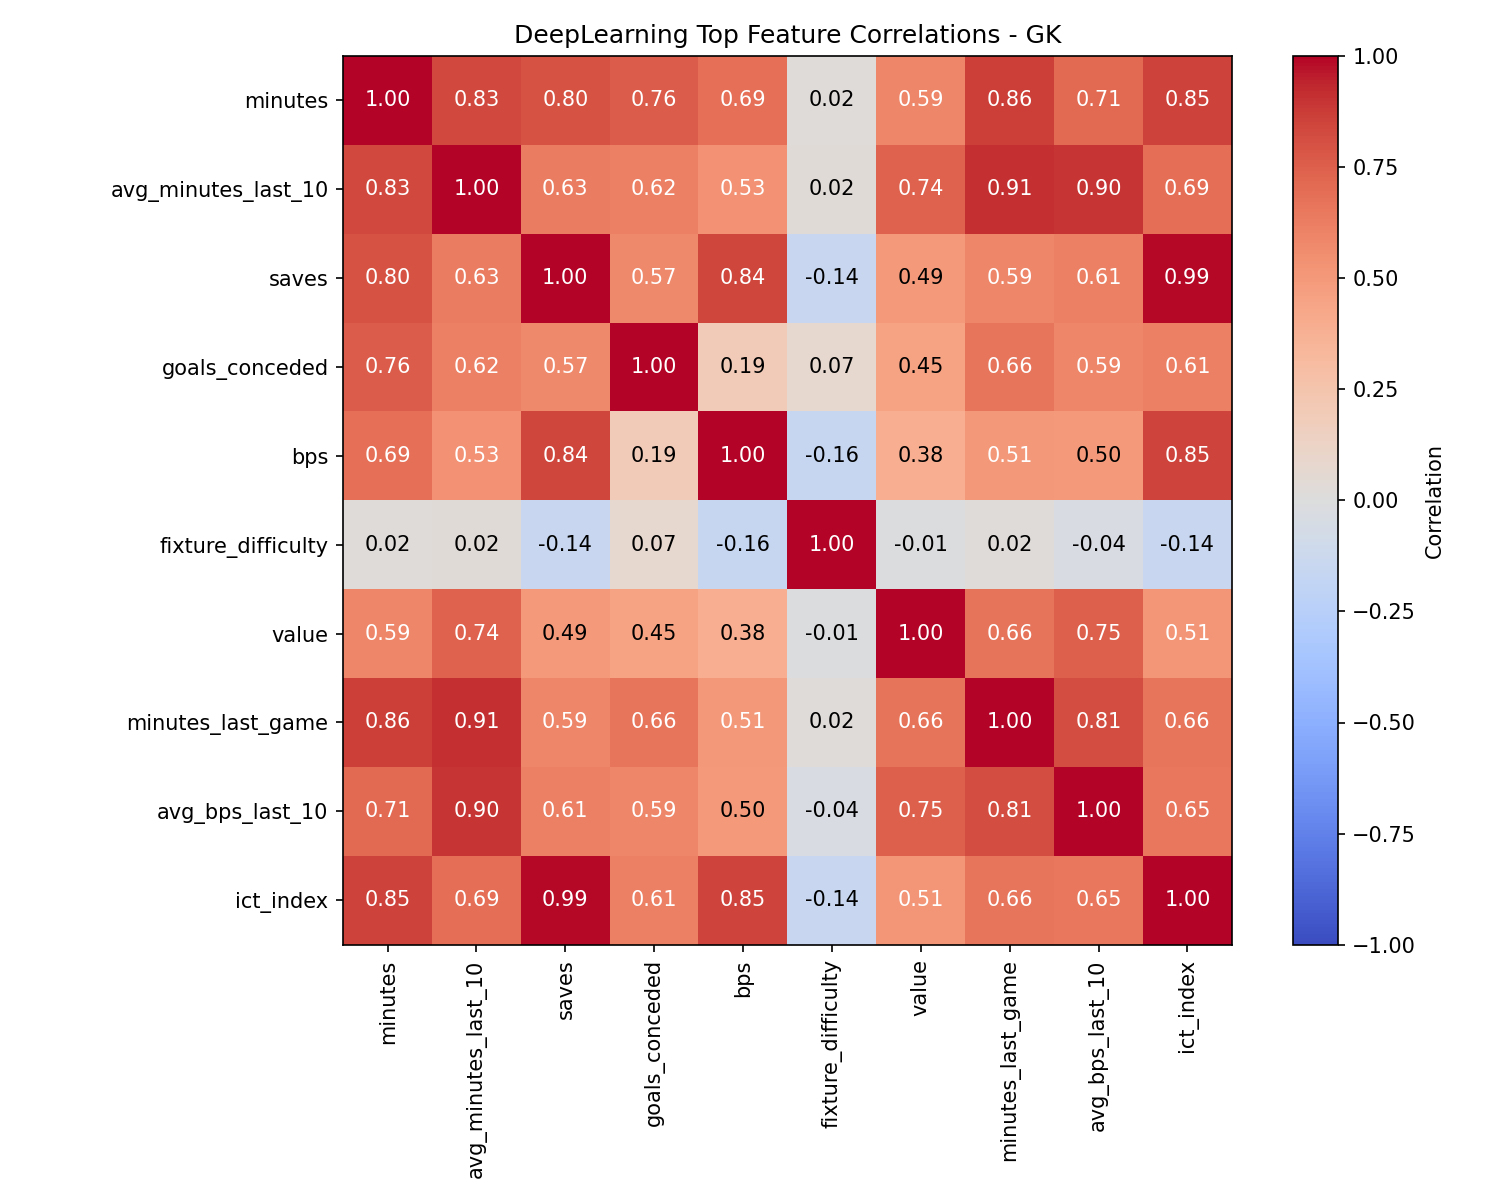 DeepLearning Top Feature Correlations - GK
minutes 1.00 0.83 0.80 0.76 0.69 0.02 0.59 0.86 0.71 0.85
avg_minutes_last_10 0.83 1.00 0.63 0.62 0.53 0.02 0.74 0.91 0.90 0.69
saves 0.80 0.63 1.00 0.57 0.84 -0.14 0.49 0.59 0.61 0.99
goals_conceded 0.76 0.62 0.57 1.00 0.19 0.07 0.45 0.66 0.59 0.61
bps 0.69 0.53 0.84 0.19 1.00 -0.16 0.38 0.51 0.50 0.85
fixture_difficulty 0.02 0.02 -0.14 0.07 -0.16 1.00 -0.01 0.02 -0.04 -0.14
value 0.59 0.74 0.49 0.45 0.38 -0.01 1.00 0.66 0.75 0.51
minutes_last_game 0.86 0.91 0.59 0.66 0.51 0.02 0.66 1.00 0.81 0.66
avg_bps_last_10 0.71 0.90 0.61 0.59 0.50 -0.04 0.75 0.81 1.00 0.65
ict_index 0.85 0.69 0.99 0.61 0.85 -0.14 0.51 0.66 0.65 1.00
minutes
avg_minutes_last_10
saves
goals_conceded
bps
fixture_difficulty
value
minutes_last_game
avg_bps_last_10
ict_index
1.00
0.75
0.50
0.25
0.00
−0.25
−0.50
−0.75
−1.00
Correlation